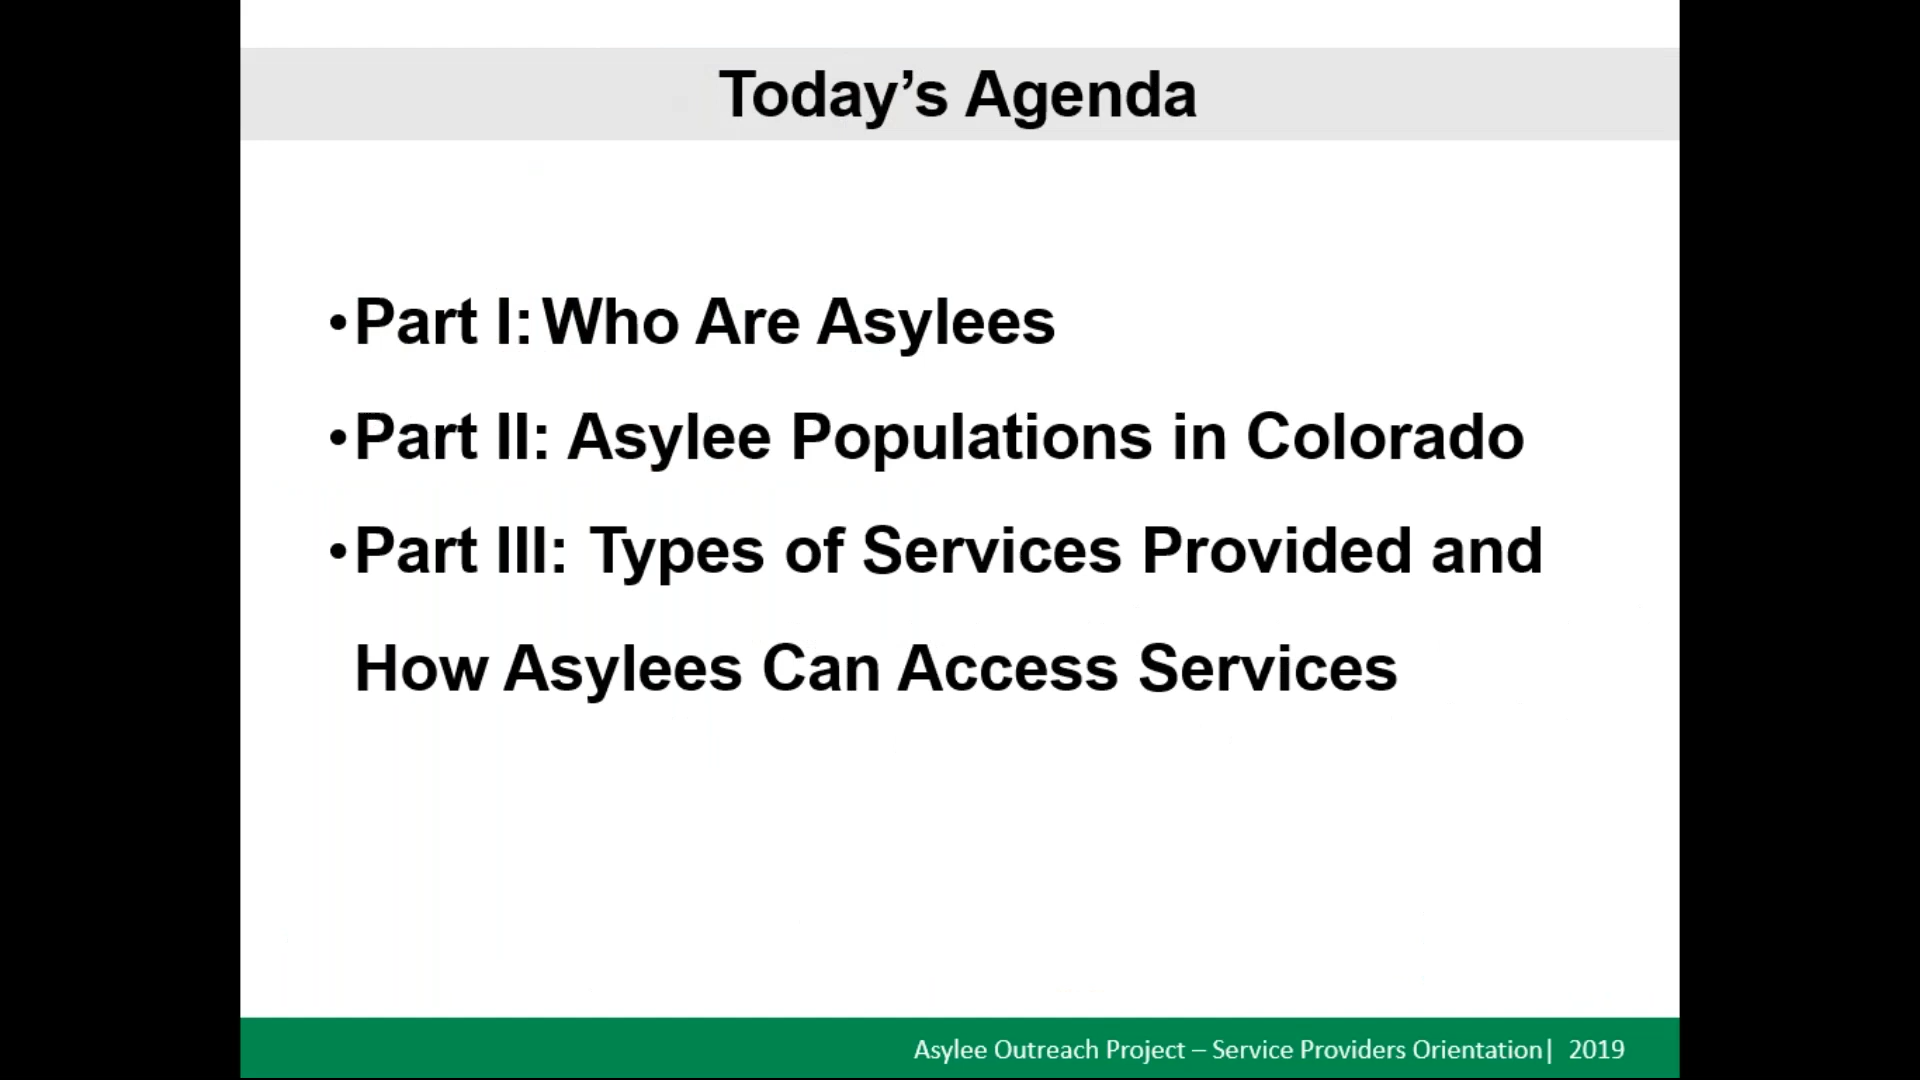 Today’s Agenda
•Part I: Who Are Asylees
•Part II: Asylee Populations in Colorado
•Part III: Types of Services Provided and
How Asylees Can Access Services
Asylee Outreach Project – Service Providers Orientation| 2019